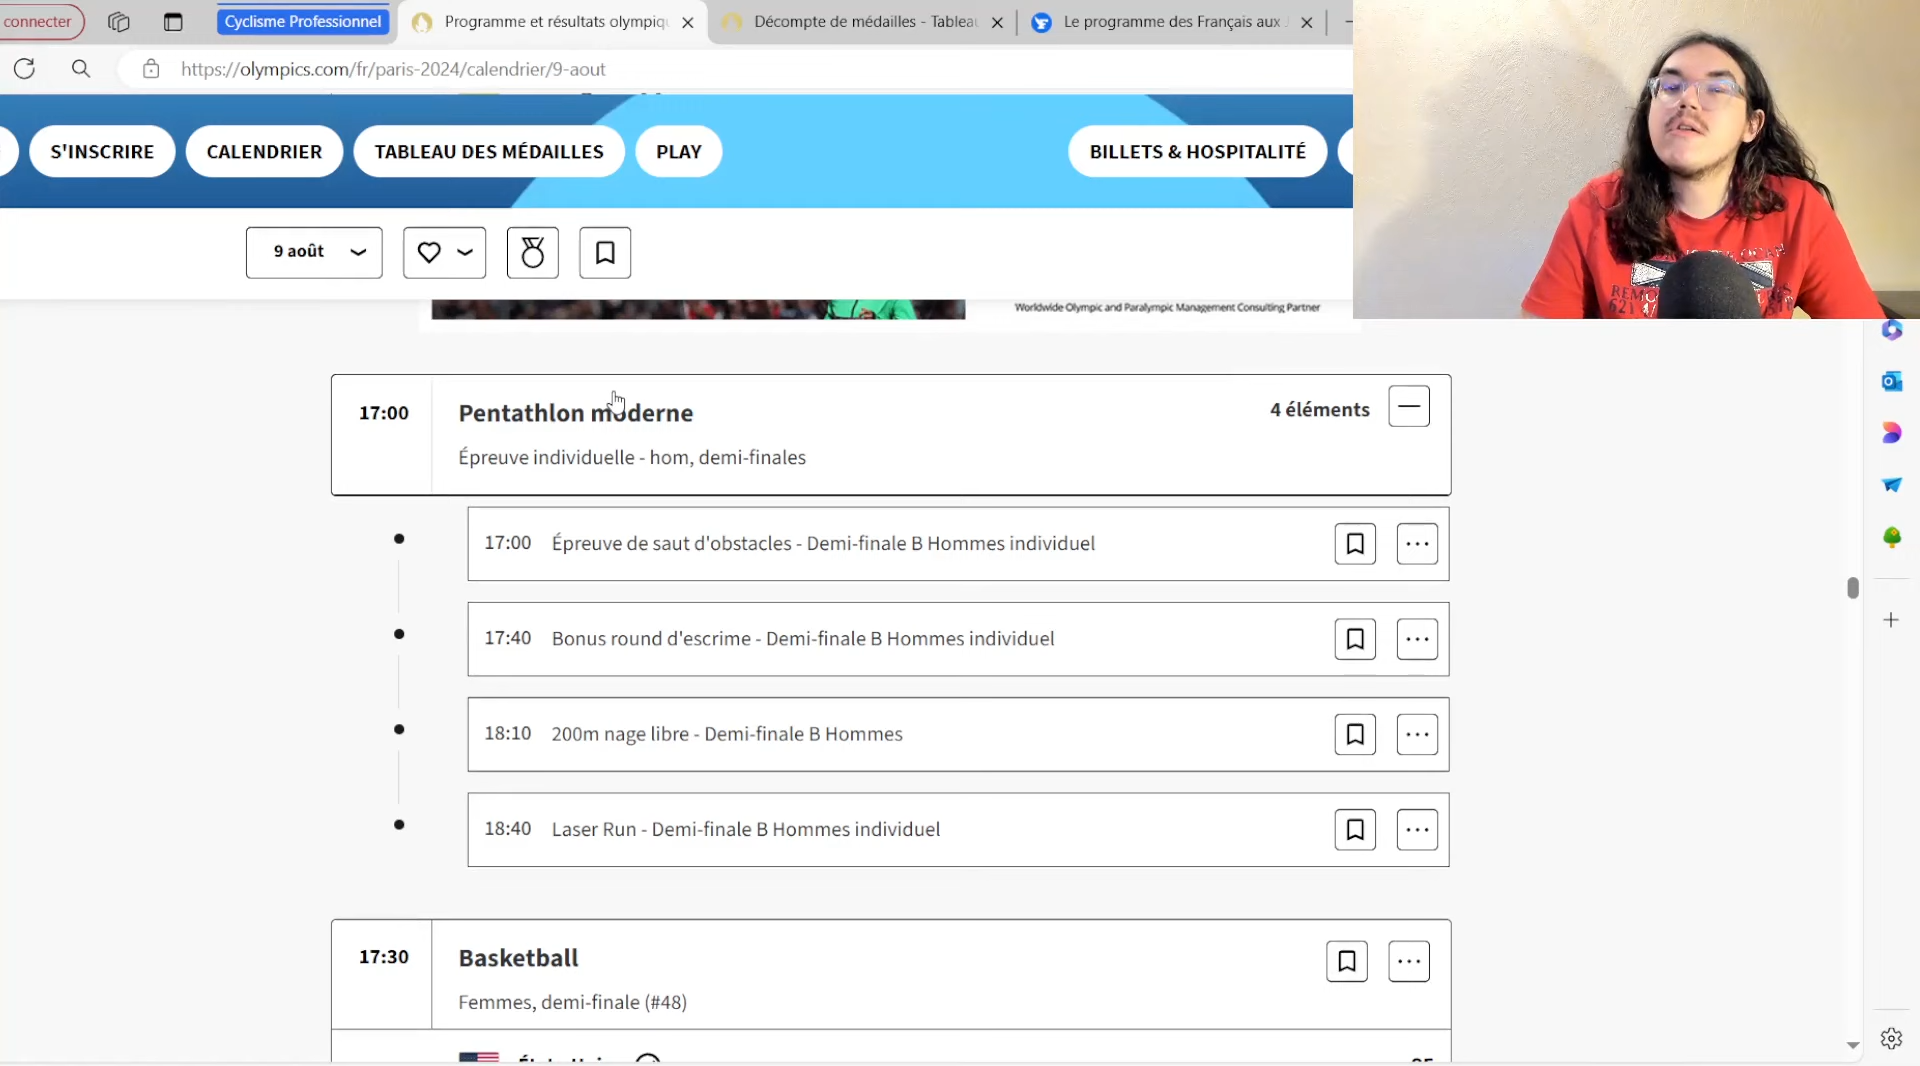 connecter
Cyclisme Professionnel
Programme et résultats olympiq
Décompte de médailles - Tableau
Le programme des Français aux J
https://olympics.com/fr/paris-2024/calendrier/9-aout
S'INSCRIRE
CALENDRIER
TABLEAU DES MÉDAILLES
PLAY
BILLETS & HOSPITALITÉ
9 août
Worldwide Olympic and Paralympic Management Consulting Partner
17:00
Pentathlon moderne
4 éléments
Épreuve individuelle - hom, demi-finales
17:00 Épreuve de saut d'obstacles - Demi-finale B Hommes individuel
17:40 Bonus round d'escrime - Demi-finale B Hommes individuel
18:10 200m nage libre - Demi-finale B Hommes
18:40 Laser Run - Demi-finale B Hommes individuel
17:30
Basketball
Femmes, demi-finale (#48)